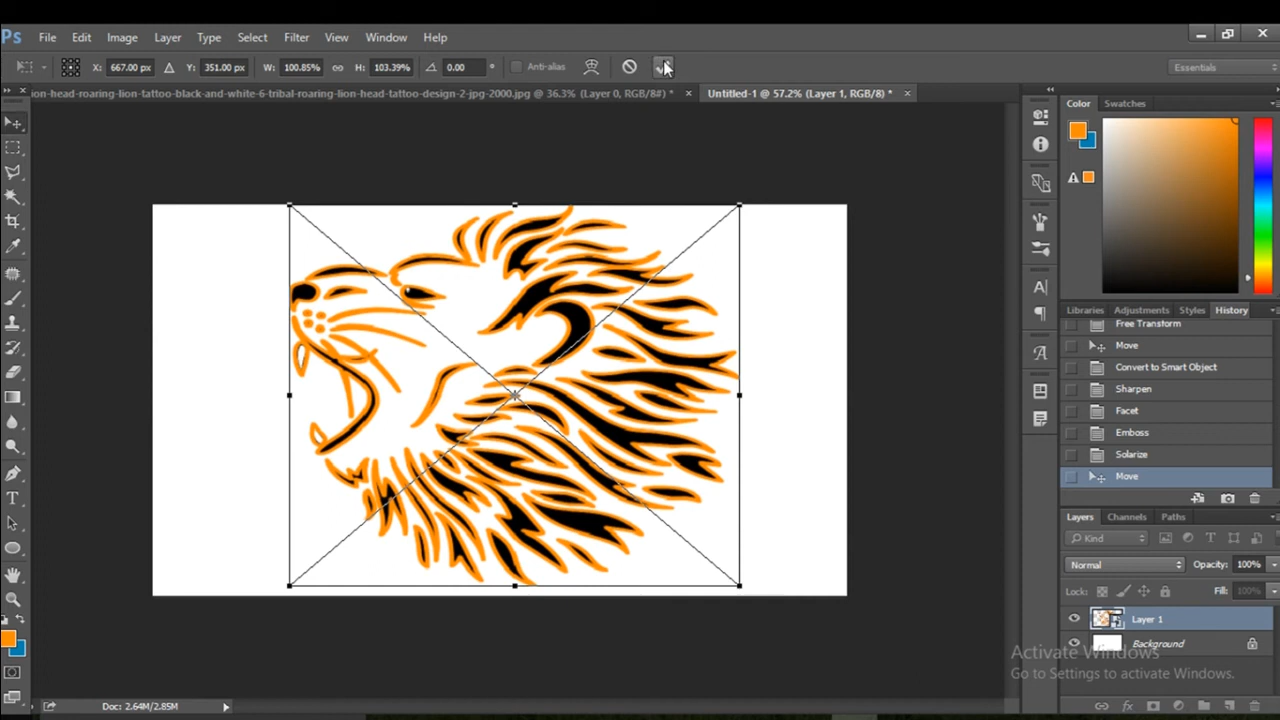 Ps File Edit Image Layer Type Select Filter View Window Help
X: 667.00 px Y: 351.00 px W: 100.85% H: 103.39% 0.00 ° Anti-alias Essentials
ion-head-roaring-lion-tattoo-black-and-white-6-tribal-roaring-lion-head-tattoo-design-2-jpg-2000.jpg @ 36.3% (Layer 0, RGB/8#) * × Untitled-1 @ 57.2% (Layer 1, RGB/8) * ×
Color Swatches
Libraries Adjustments Styles History
Free Transform
Move
Convert to Smart Object
Sharpen
Facet
Emboss
Solarize
Move
Layers Channels Paths
Kind
Normal Opacity: 100%
Lock: Fill: 100%
Layer 1
Background
Activate Windows
Go to Settings to activate Windows.
Doc: 2.64M/2.85M